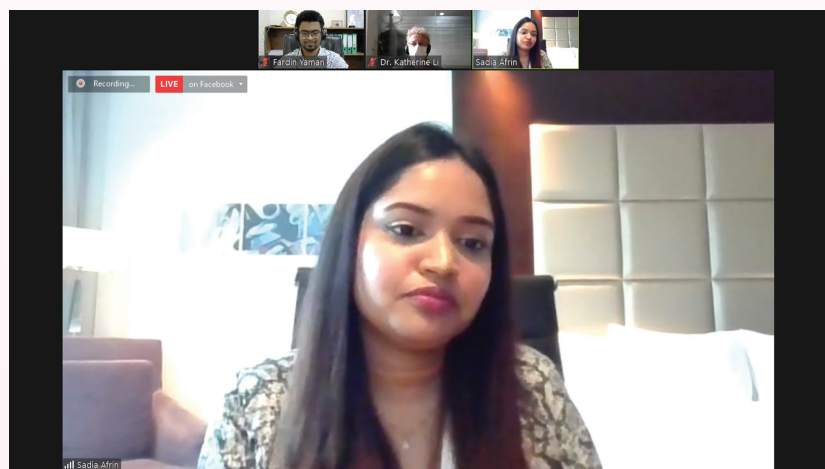 Fardin Yaman
Dr. Katherine Li
Sadia Afrin
Recording...
LIVE on Facebook
Sadia Afrin